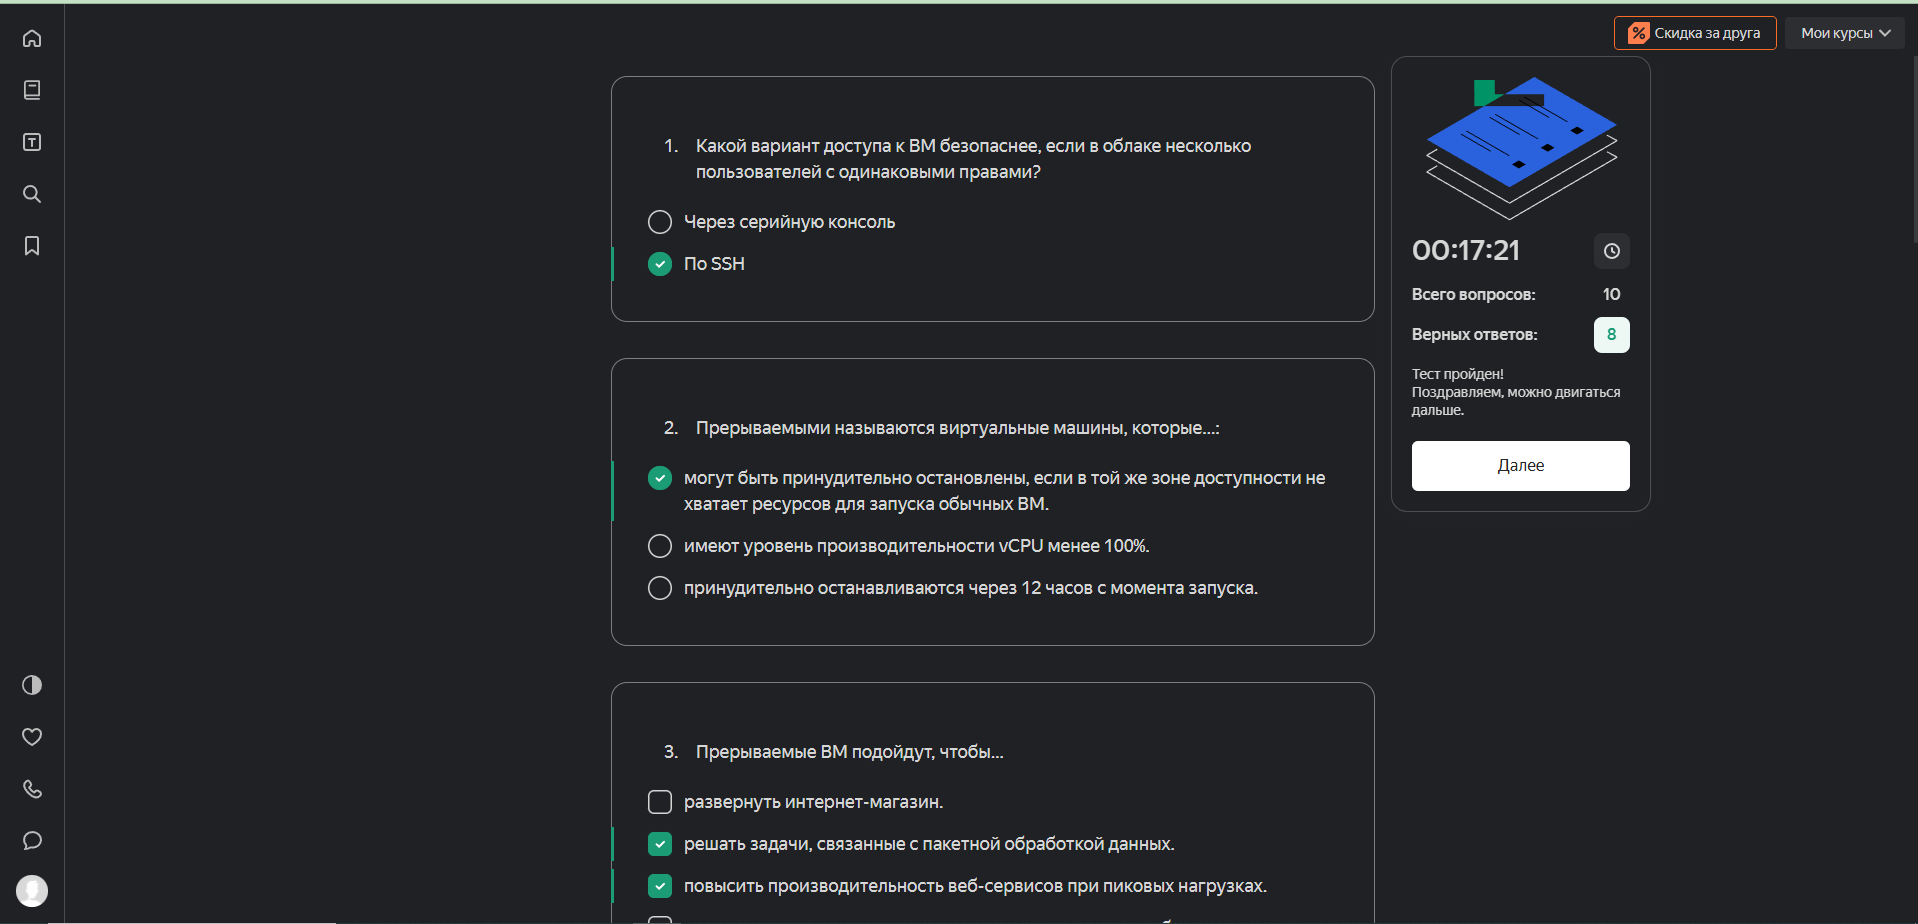 Скидка за друга
Мои курсы
1. Какой вариант доступа к ВМ безопаснее, если в облаке несколько
пользователей с одинаковыми правами?
Через серийную консоль
По SSH
2. Прерываемыми называются виртуальные машины, которые...:
могут быть принудительно остановлены, если в той же зоне доступности не
хватает ресурсов для запуска обычных ВМ.
имеют уровень производительности vCPU менее 100%.
принудительно останавливаются через 12 часов с момента запуска.
3. Прерываемые ВМ подойдут, чтобы...
развернуть интернет-магазин.
решать задачи, связанные с пакетной обработкой данных.
повысить производительность веб-сервисов при пиковых нагрузках.
00:17:21
Всего вопросов: 10
Верных ответов: 8
Тест пройден!
Поздравляем, можно двигаться
дальше.
Далее